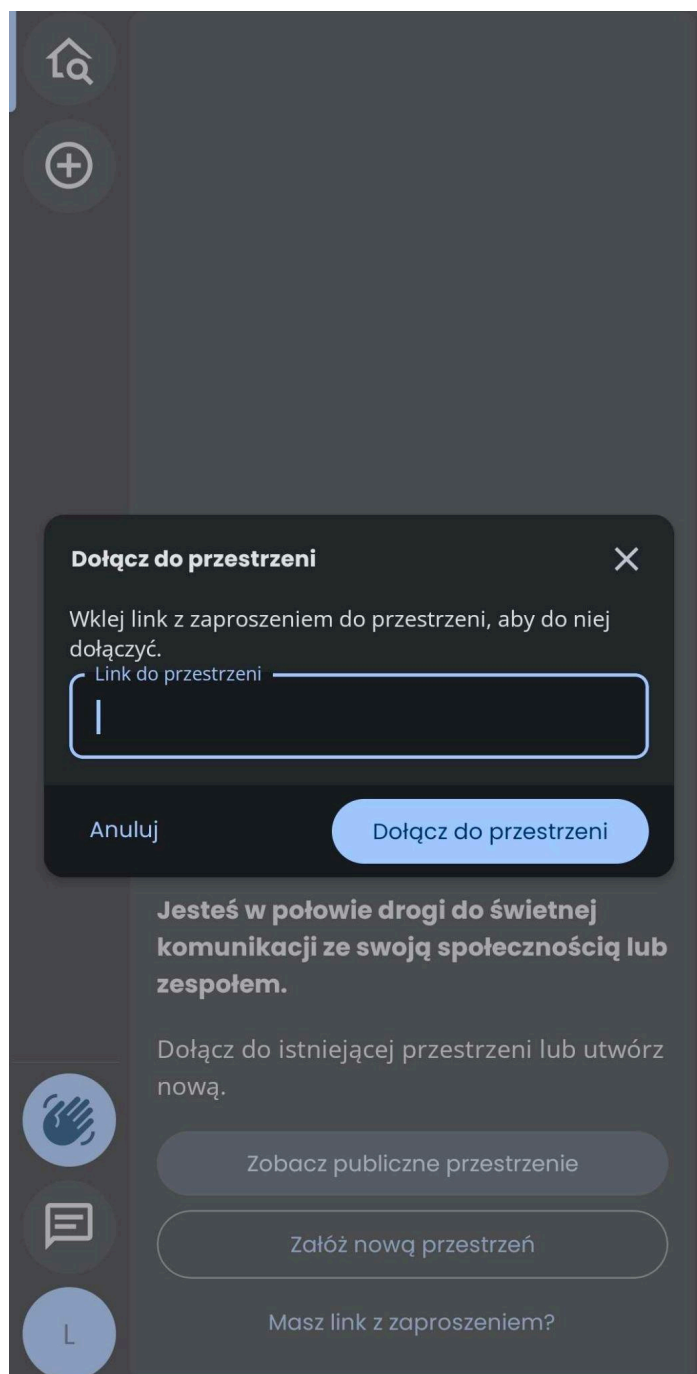 Dołącz do przestrzeni
Wklej link z zaproszeniem do przestrzeni, aby do niej
dołączyć.
Link do przestrzeni
Anuluj
Dołącz do przestrzeni
Jesteś w połowie drogi do świetnej
komunikacji ze swoją społecznością lub
zespołem.
Dołącz do istniejącej przestrzeni lub utwórz
nową.
Zobacz publiczne przestrzenie
Załóż nową przestrzeń
Masz link z zaproszeniem?
L